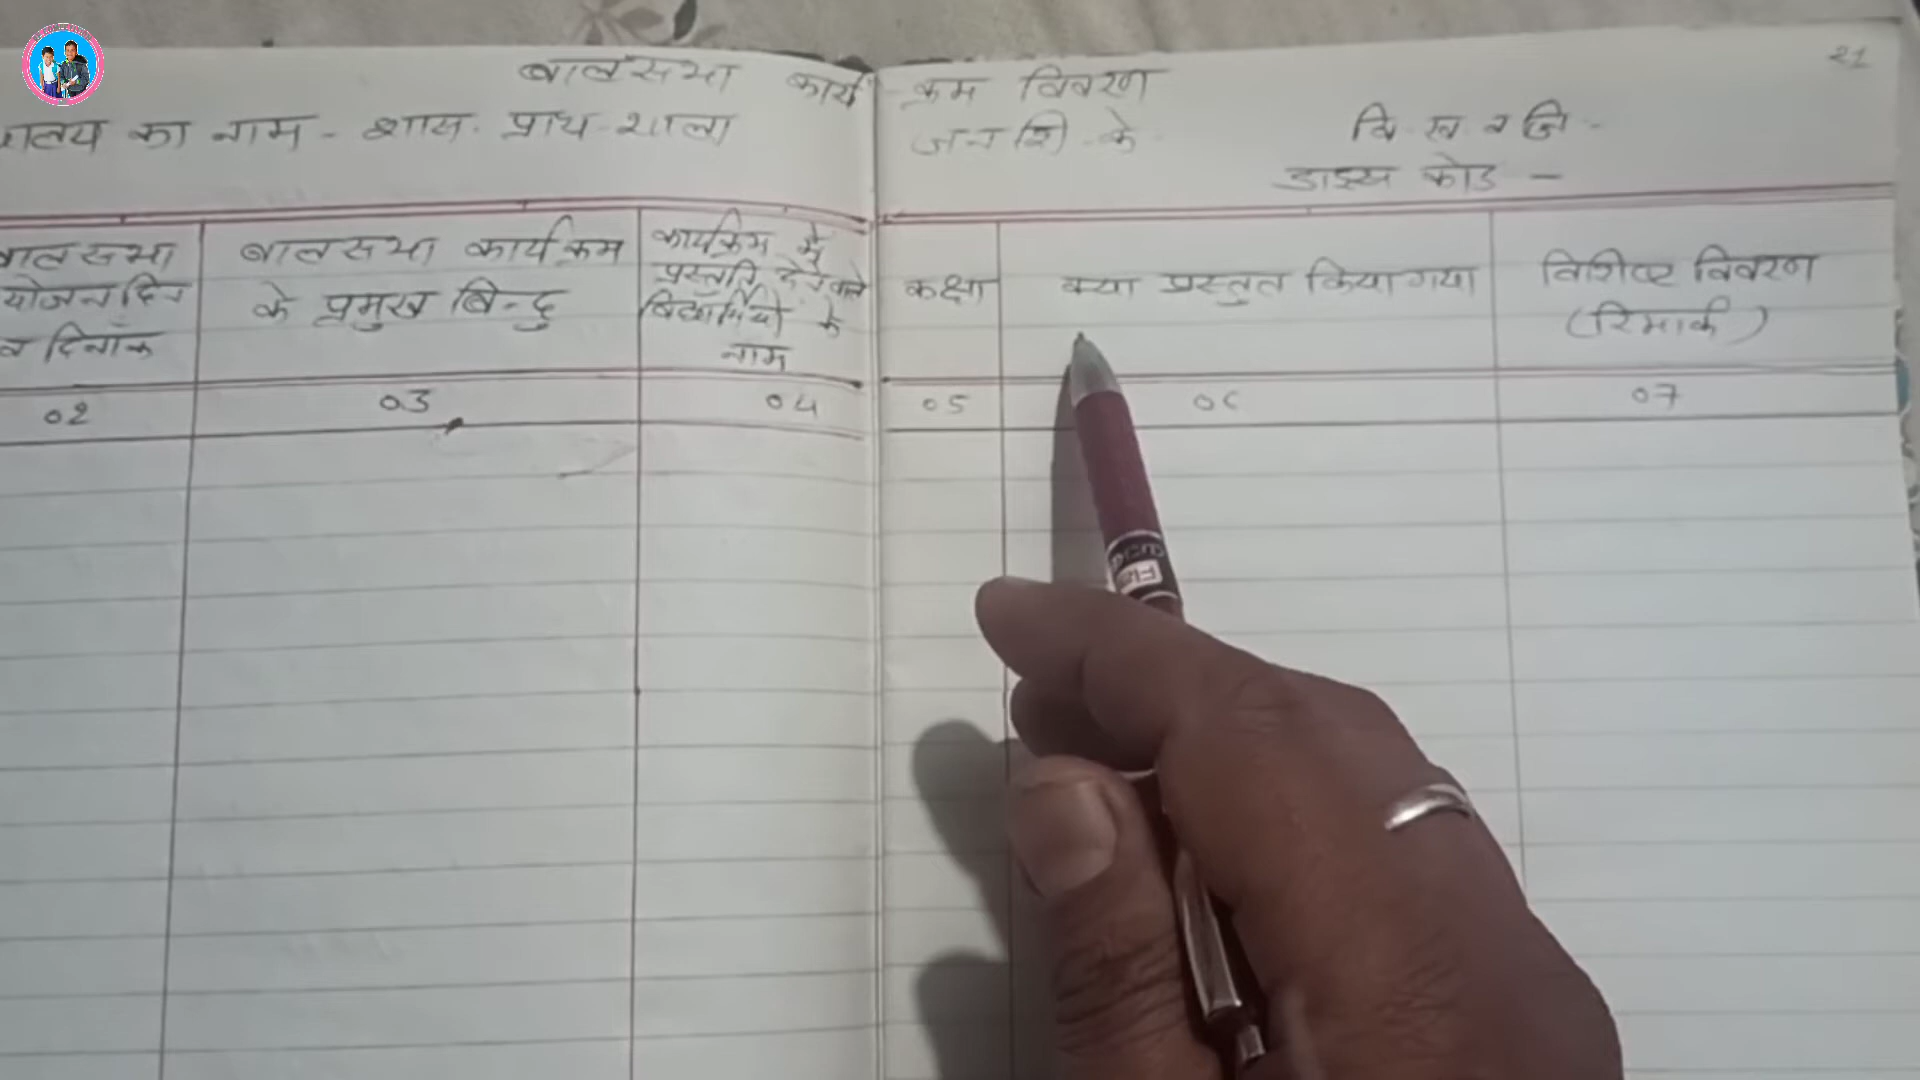 21
बालसभा कार्य-क्रम विवरण
ालय का नाम - शास. प्राथ-शाला जन शि. के. वि. ख व जि -
डाइस कोड -
बालसभा
योजन दिन
व दिनाँक
बालसभा कार्यक्रम
के प्रमुख बिन्दु
कार्यक्रम में
प्रस्तुति देने वाले
विद्यार्थियों के
नाम
कक्षा
क्या प्रस्तुत किया गया
विशिष्ट विवरण
(रिमार्क)
02 03 04 05 06 07